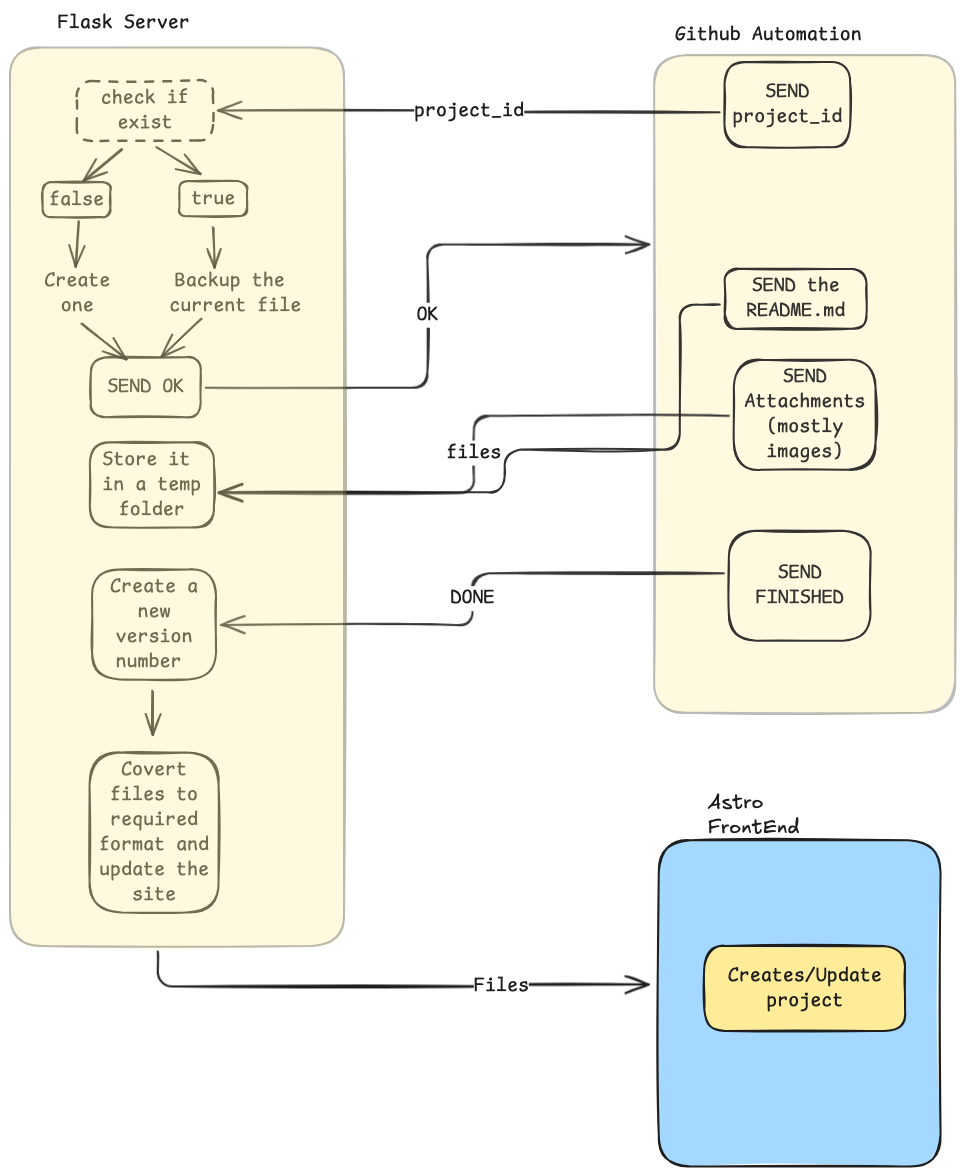 Flask Server
Github Automation
check if
exist
project_id
SEND
project_id
false
true
Create
one
Backup the
current file
OK
SEND the
README.md
SEND OK
SEND
Attachments
(mostly
images)
files
Store it
in a temp
folder
SEND
FINISHED
DONE
Create a
new
version
number
Covert
files to
required
format and
update the
site
Astro
FrontEnd
Files
Creates/Update
project